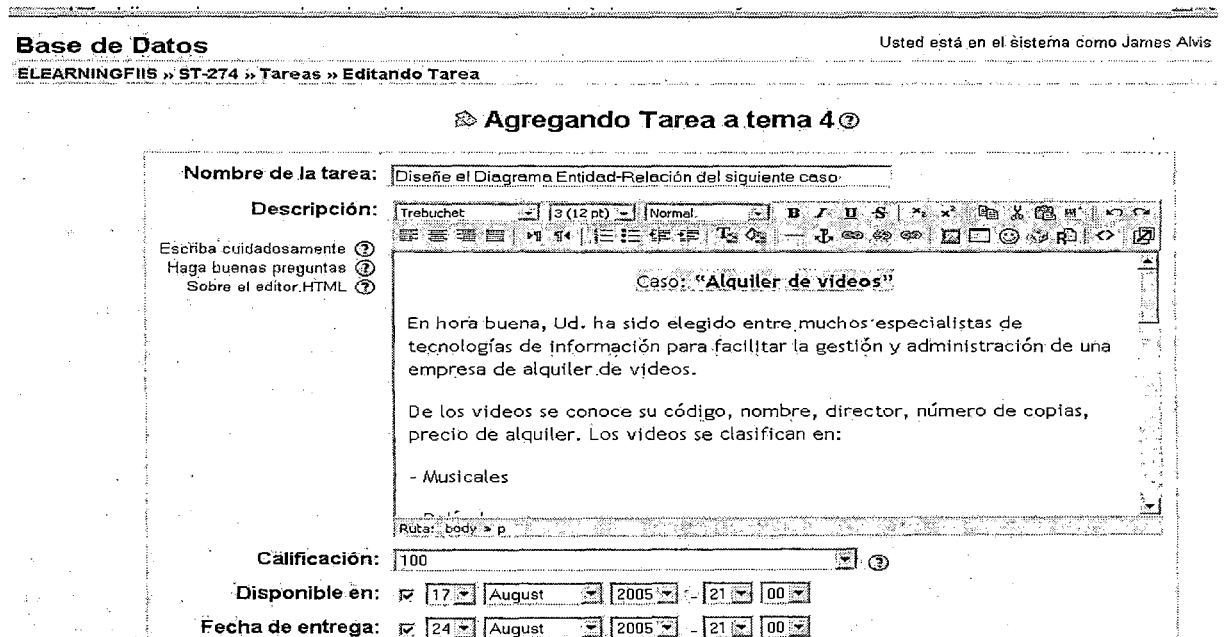 Base de Datos
Usted está en el sistema como James Alvis
ELEARNINGFIIS » ST-274 » Tareas » Editando Tarea
Agregando Tarea a tema 4
Nombre de la tarea: Diseñe el Diagrama Entidad-Relación del siguiente caso
Descripción:
Trebuchet 3 (12 pt) Normal
Escriba cuidadosamente
Haga buenas preguntas
Sobre el editor HTML
Caso: "Alquiler de videos"
En hora buena, Ud. ha sido elegido entre muchos especialistas de
tecnologías de información para facilitar la gestión y administración de una
empresa de alquiler de videos.
De los videos se conoce su código, nombre, director, número de copias,
precio de alquiler. Los videos se clasifican en:
- Musicales
Ruta: body » p
Calificación: 100
Disponible en: 17 August 2005 - 21 00
Fecha de entrega: 24 August 2005 - 21 00